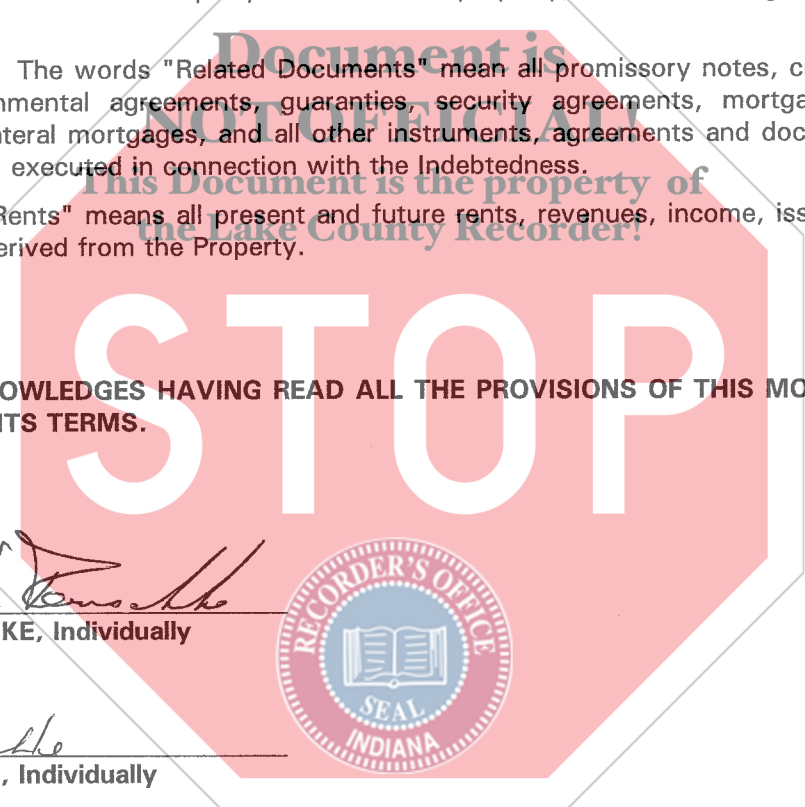 Document is
The words "Related Documents" mean all promissory notes, c
nmental agreements, guaranties, security agreements, mortga
NOT OFFICIAL!
ateral mortgages, and all other instruments, agreements and doc
executed in connection with the Indebtedness.
This Document is the property of
Rents" means all present and future rents, revenues, income, iss
the Lake County Recorder!
erived from the Property.
STOP
OWLEDGES HAVING READ ALL THE PROVISIONS OF THIS MO
ITS TERMS.
RECORDER'S OFFICE
KE, Individually
SEAL
INDIANA
, Individually